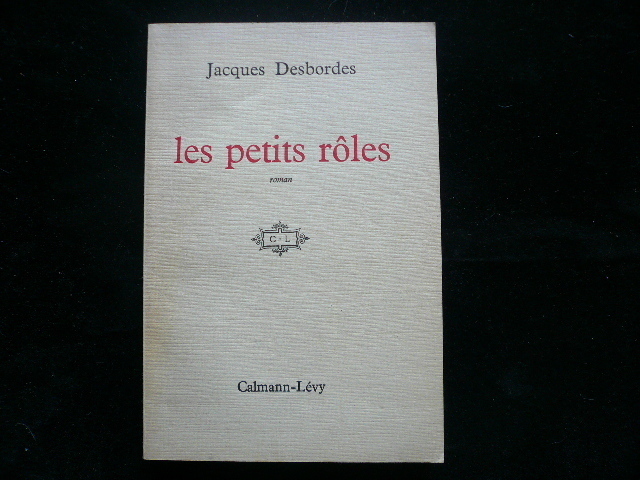 Jacques Desbordes
les petits rôles
roman
C · L
Calmann-Lévy